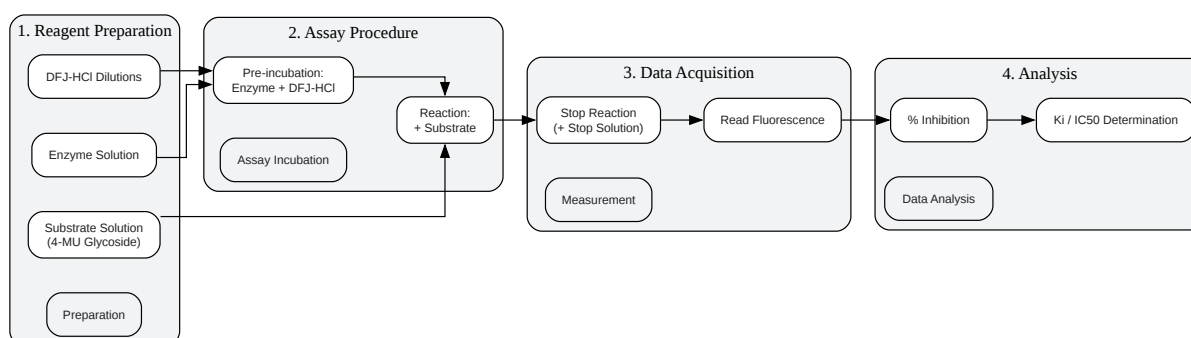 1. Reagent Preparation
DFJ-HCl Dilutions
Enzyme Solution
Substrate Solution
(4-MU Glycoside)
Preparation
2. Assay Procedure
Pre-incubation:
Enzyme + DFJ-HCl
Reaction:
+ Substrate
Assay Incubation
3. Data Acquisition
Stop Reaction
(+ Stop Solution)
Read Fluorescence
Measurement
4. Analysis
% Inhibition
Ki / IC50 Determination
Data Analysis